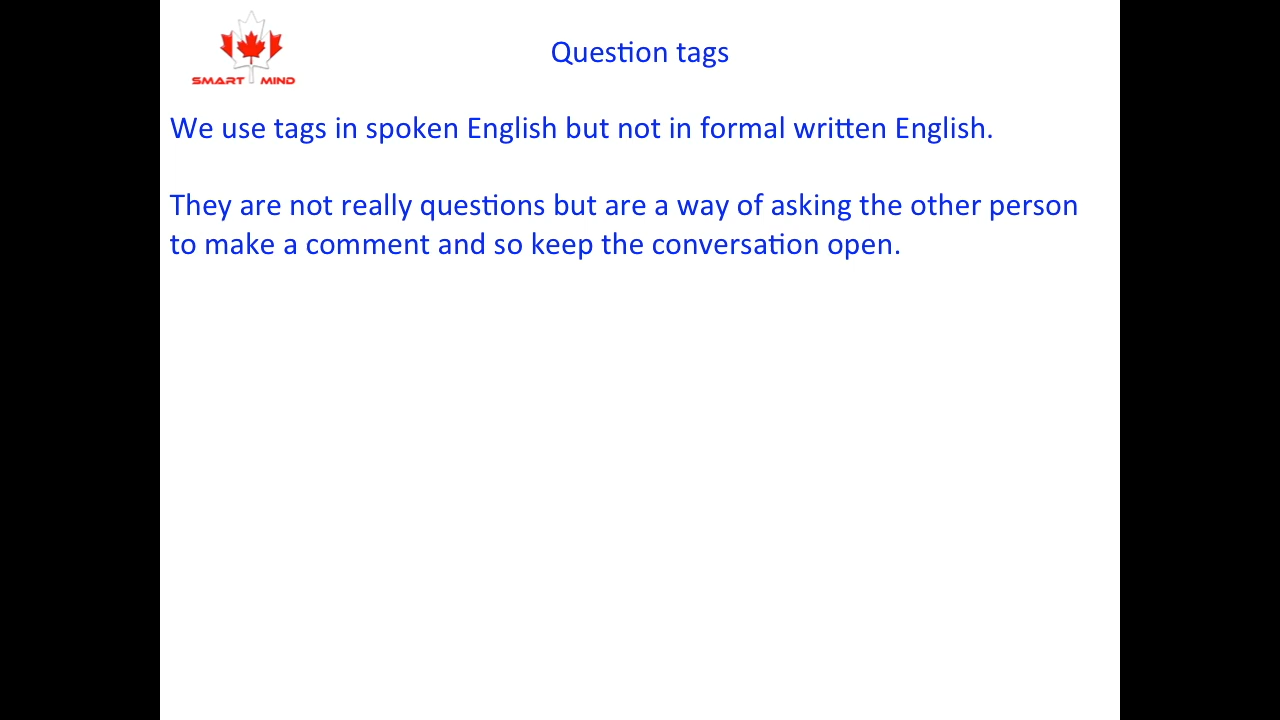 SMART MIND
Question tags
We use tags in spoken English but not in formal written English.
They are not really questions but are a way of asking the other person
to make a comment and so keep the conversation open.